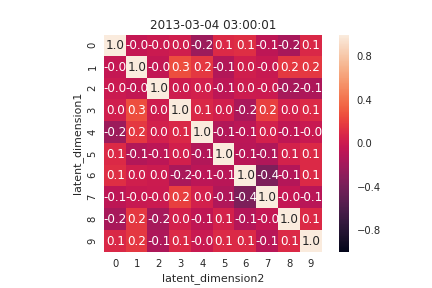 2013-03-04 03:00:01
latent_dimension1
0 1.0 -0.0 -0.0 0.0 -0.2 0.1 0.1 -0.1 -0.2 0.1
1 -0.0 1.0 -0.0 0.3 0.2 -0.1 0.0 -0.0 0.2 0.2
2 -0.0 -0.0 1.0 0.0 0.0 -0.1 0.0 -0.0 -0.2 -0.1
3 0.0 0.3 0.0 1.0 0.1 0.0 -0.2 0.2 0.0 0.1
4 -0.2 0.2 0.0 0.1 1.0 -0.1 -0.1 0.0 -0.1 -0.0
5 0.1 -0.1 -0.1 0.0 -0.1 1.0 -0.1 -0.1 0.1 0.1
6 0.1 0.0 0.0 -0.2 -0.1 -0.1 1.0 -0.4 -0.1 0.1
7 -0.1 -0.0 -0.0 0.2 0.0 -0.1 -0.4 1.0 -0.0 -0.1
8 -0.2 0.2 -0.2 0.0 -0.1 0.1 -0.1 -0.0 1.0 0.1
9 0.1 0.2 -0.1 0.1 -0.0 0.1 0.1 -0.1 0.1 1.0
0 1 2 3 4 5 6 7 8 9
latent_dimension2
0.8
0.4
0.0
−0.4
−0.8